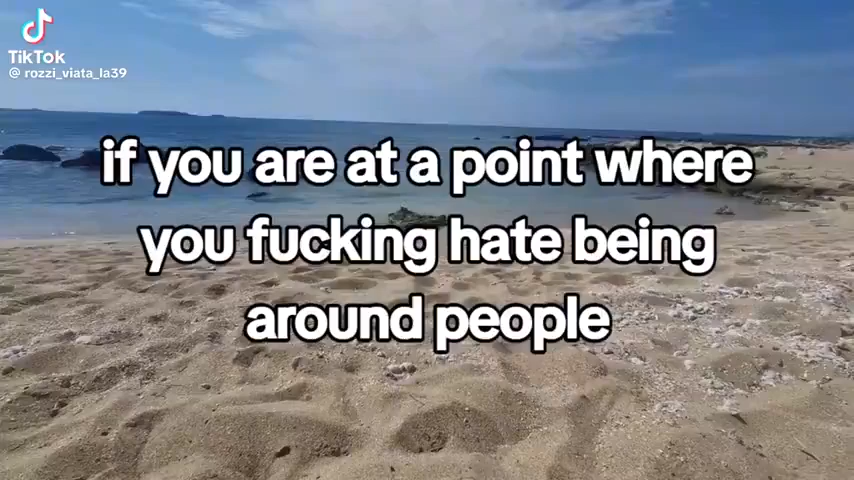 TikTok
@ rozzi_viata_la39
if you are at a point where
you fucking hate being
around people